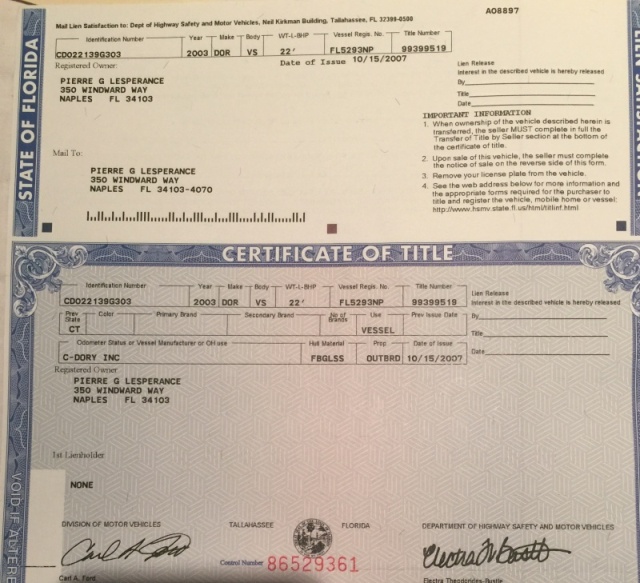 A08897
Mail Lien Satisfaction to: Dept of Highway Safety and Motor Vehicles, Neil Kirkman Building, Tallahassee, FL 32399-0500
STATE OF FLORIDA
Identification Number Year Make Body WT-L-BHP Vessel Regis. No. Title Number
CD022139G303 2003 DOR VS 22' FL5293NP 99399519
Registered Owner: Date of Issue 10/15/2007
PIERRE G LESPERANCE
350 WINDWARD WAY
NAPLES FL 34103
Lien Release
Interest in the described vehicle is hereby released
By
Title
Date
IMPORTANT INFORMATION
1. When ownership of the vehicle described herein is
transferred, the seller MUST complete in full the
Transfer of Title by Seller section at the bottom of
the certificate of title.
2. Upon sale of this vehicle, the seller must complete
the notice of sale on the reverse side of this form.
3. Remove your license plate from the vehicle.
4. See the web address below for more information and
the appropriate forms required for the purchaser to
title and register the vehicle, mobile home or vessel:
http://www.hsmv.state.fl.us/html/titlinf.html
Mail To:
PIERRE G LESPERANCE
350 WINDWARD WAY
NAPLES FL 34103-4070
CERTIFICATE OF TITLE
Identification Number Year Make Body WT-L-BHP Vessel Regis. No. Title Number
CD022139G303 2003 DOR VS 22' FL5293NP 99399519
Prev State Color Primary Brand Secondary Brand No of Brands Use Prev Issue Date
CT VESSEL
Odometer Status or Vessel Manufacturer or OH use Hull Material Prop Date of Issue
C-DORY INC FBGLSS OUTBRD 10/15/2007
Lien Release
Interest in the described vehicle is hereby released
By
Title
Date
Registered Owner
PIERRE G LESPERANCE
350 WINDWARD WAY
NAPLES FL 34103
1st Lienholder
NONE
VOID IF ALTERE
DIVISION OF MOTOR VEHICLES TALLAHASSEE FLORIDA DEPARTMENT OF HIGHWAY SAFETY AND MOTOR VEHICLES
Control Number 86529361
Carl A. Ford